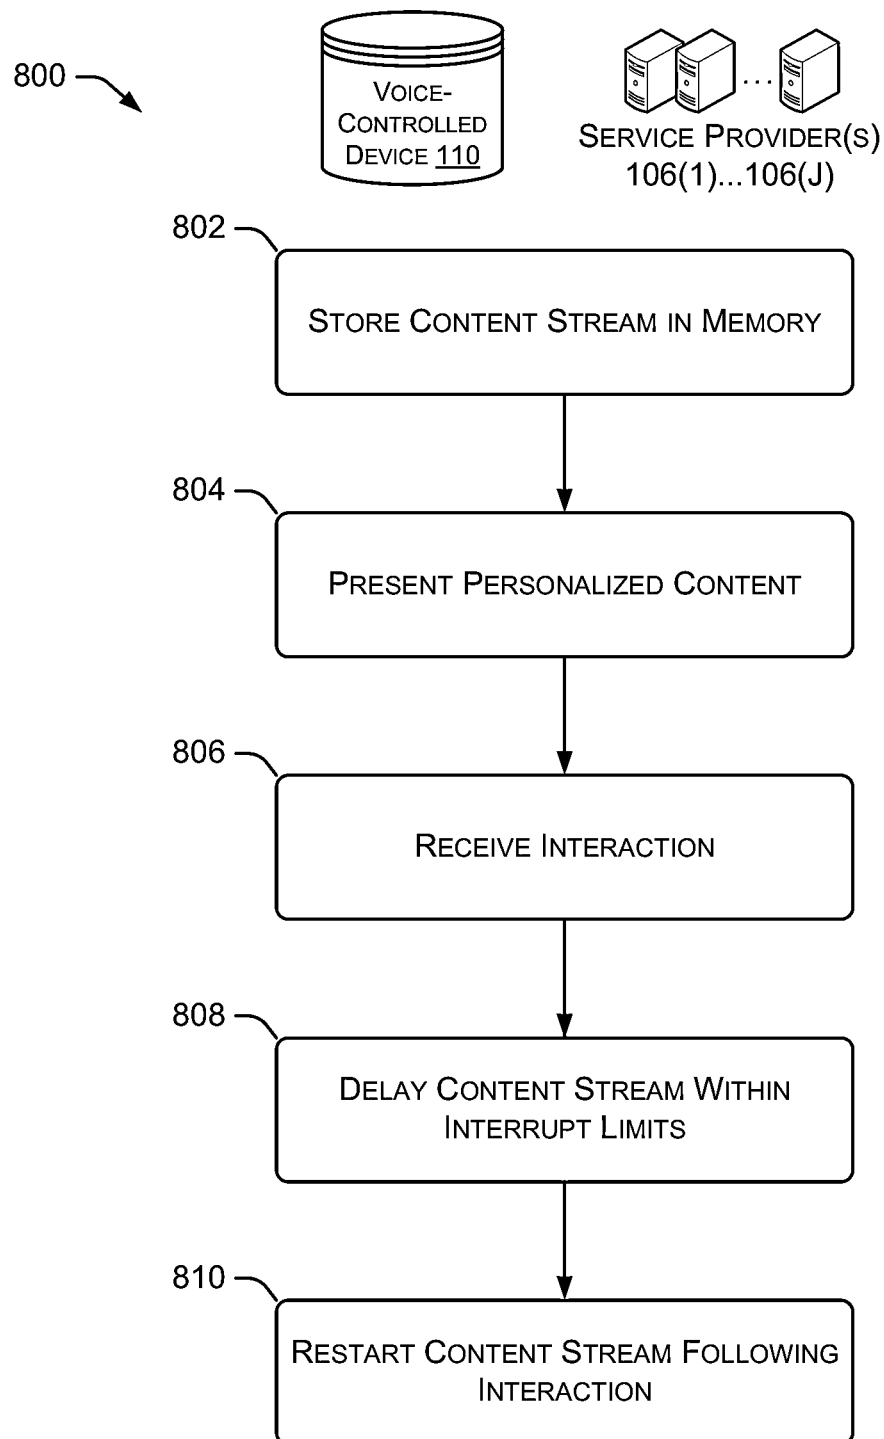 800
VOICE-
CONTROLLED
DEVICE 110
...
SERVICE PROVIDER(S)
106(1)...106(J)
802
STORE CONTENT STREAM IN MEMORY
804
PRESENT PERSONALIZED CONTENT
806
RECEIVE INTERACTION
808
DELAY CONTENT STREAM WITHIN
INTERRUPT LIMITS
810
RESTART CONTENT STREAM FOLLOWING
INTERACTION